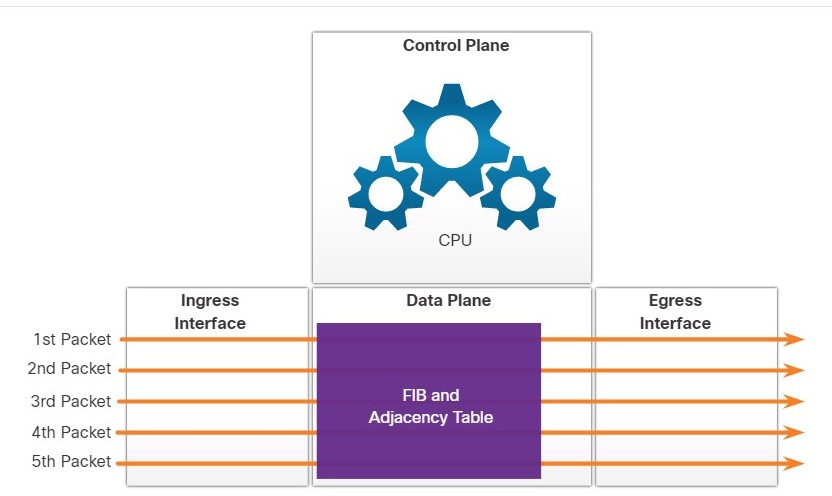 Control Plane
CPU
Ingress
Interface
Data Plane
Egress
Interface
1st Packet
2nd Packet
3rd Packet
4th Packet
5th Packet
FIB and
Adjacency Table